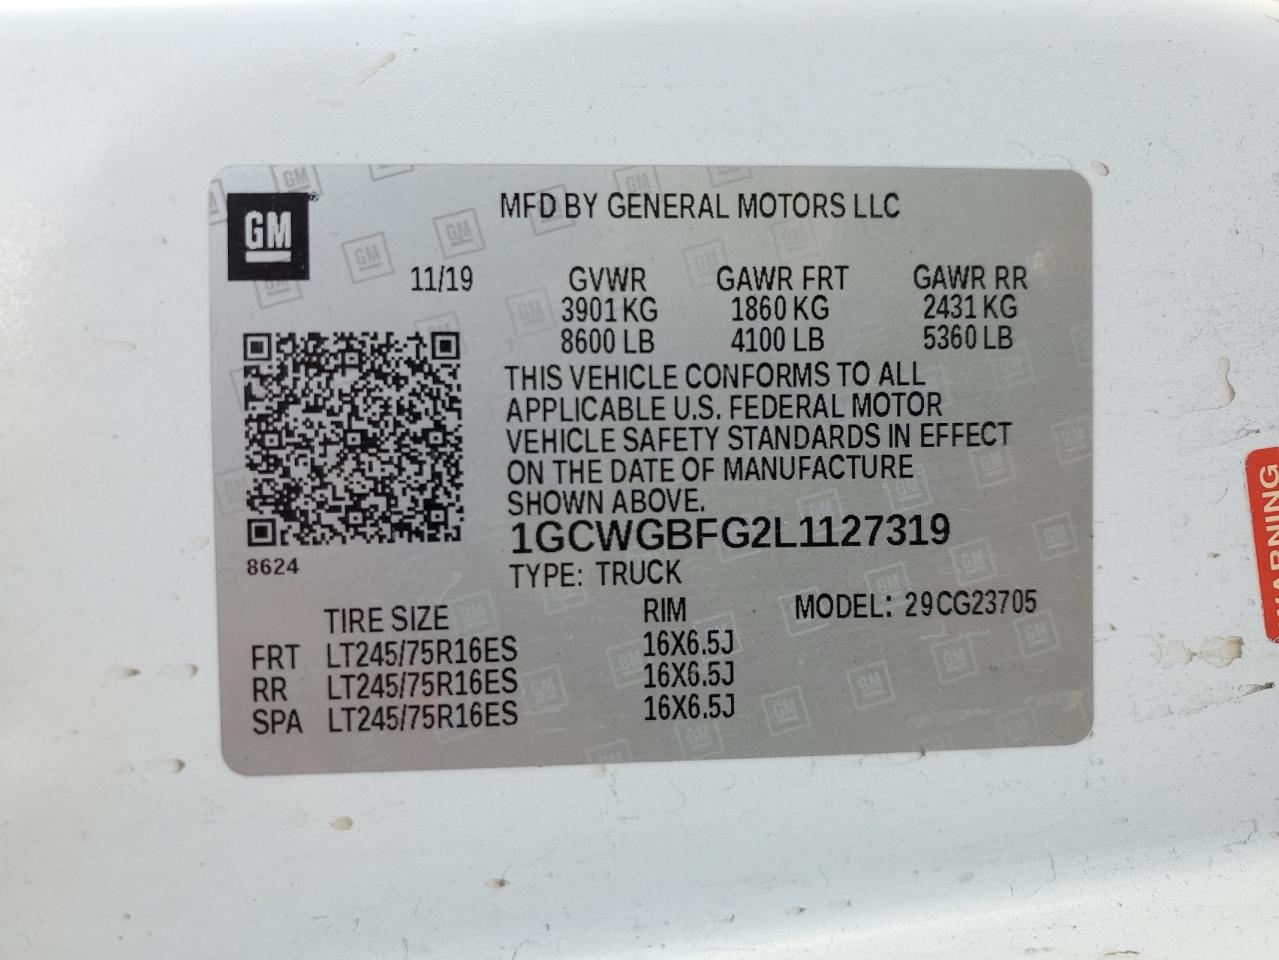 GM®
MFD BY GENERAL MOTORS LLC
11/19 GVWR GAWR FRT GAWR RR
3901 KG 1860 KG 2431 KG
8600 LB 4100 LB 5360 LB
THIS VEHICLE CONFORMS TO ALL
APPLICABLE U.S. FEDERAL MOTOR
VEHICLE SAFETY STANDARDS IN EFFECT
ON THE DATE OF MANUFACTURE
SHOWN ABOVE.
1GCWGBFG2L1127319
8624
TYPE: TRUCK
TIRE SIZE RIM MODEL: 29CG23705
FRT LT245/75R16ES 16X6.5J
RR LT245/75R16ES 16X6.5J
SPA LT245/75R16ES 16X6.5J
WARNING